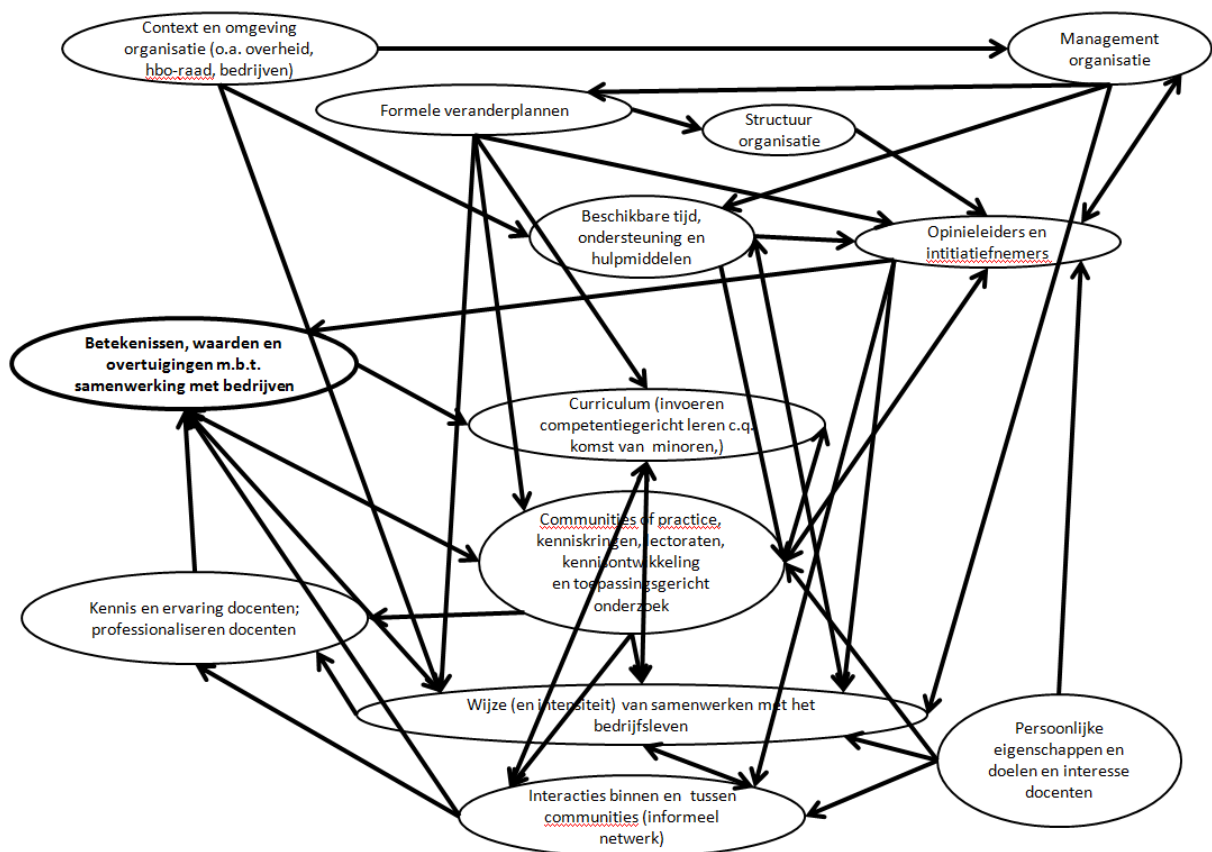 Context en omgeving
organisatie (o.a. overheid,
hbo-raad, bedrijven)
Management
organisatie
Formele veranderplannen
Structuur
organisatie
Beschikbare tijd,
ondersteuning en
hulpmiddelen
Opinieleiders en
intitiatiefnemers
Betekenissen, waarden en
overtuigingen m.b.t.
samenwerking met bedrijven
Curriculum (invoeren
competentiegericht leren c.q.
komst van minoren,)
Communities of practice,
kenniskringen, lectoraten,
kennisontwikkeling
en toepassingsgericht
onderzoek
Kennis en ervaring docenten;
professionaliseren docenten
Wijze (en intensiteit) van samenwerken met het
bedrijfsleven
Persoonlijke
eigenschappen en
doelen en interesse
docenten
Interacties binnen en tussen
communities (informeel
netwerk)